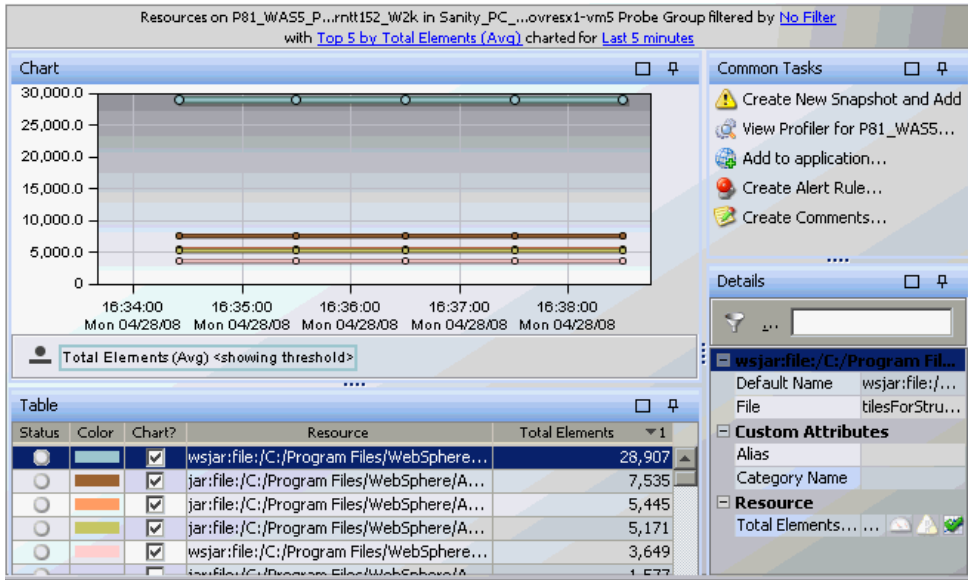 Resources on P81_WAS5_P...rntt152_W2k in Sanity_PC_...ovresx1-vm5 Probe Group filtered by No Filter
with Top 5 by Total Elements (Avg) charted for Last 5 minutes
Chart
30,000.0
25,000.0
20,000.0
15,000.0
10,000.0
5,000.0
0
16:34:00 16:35:00 16:36:00 16:37:00 16:38:00
Mon 04/28/08 Mon 04/28/08 Mon 04/28/08 Mon 04/28/08 Mon 04/28/08
Total Elements (Avg) <showing threshold>
Table
Status Color Chart? Resource Total Elements 1
wsjar:file:/C:/Program Files/WebSphere... 28,907
jar:file:/C:/Program Files/WebSphere/A... 7,535
jar:file:/C:/Program Files/WebSphere/A... 5,445
jar:file:/C:/Program Files/WebSphere/A... 5,171
wsjar:file:/C:/Program Files/WebSphere... 3,649
jar:file:/C:/Program Files/WebSphere/A... 1,577
Common Tasks
Create New Snapshot and Add
View Profiler for P81_WAS5...
Add to application...
Create Alert Rule...
Create Comments...
Details
...
wsjar:file:/C:/Program Fil...
Default Name wsjar:file:/...
File tilesForStru...
Custom Attributes
Alias
Category Name
Resource
Total Elements... ...